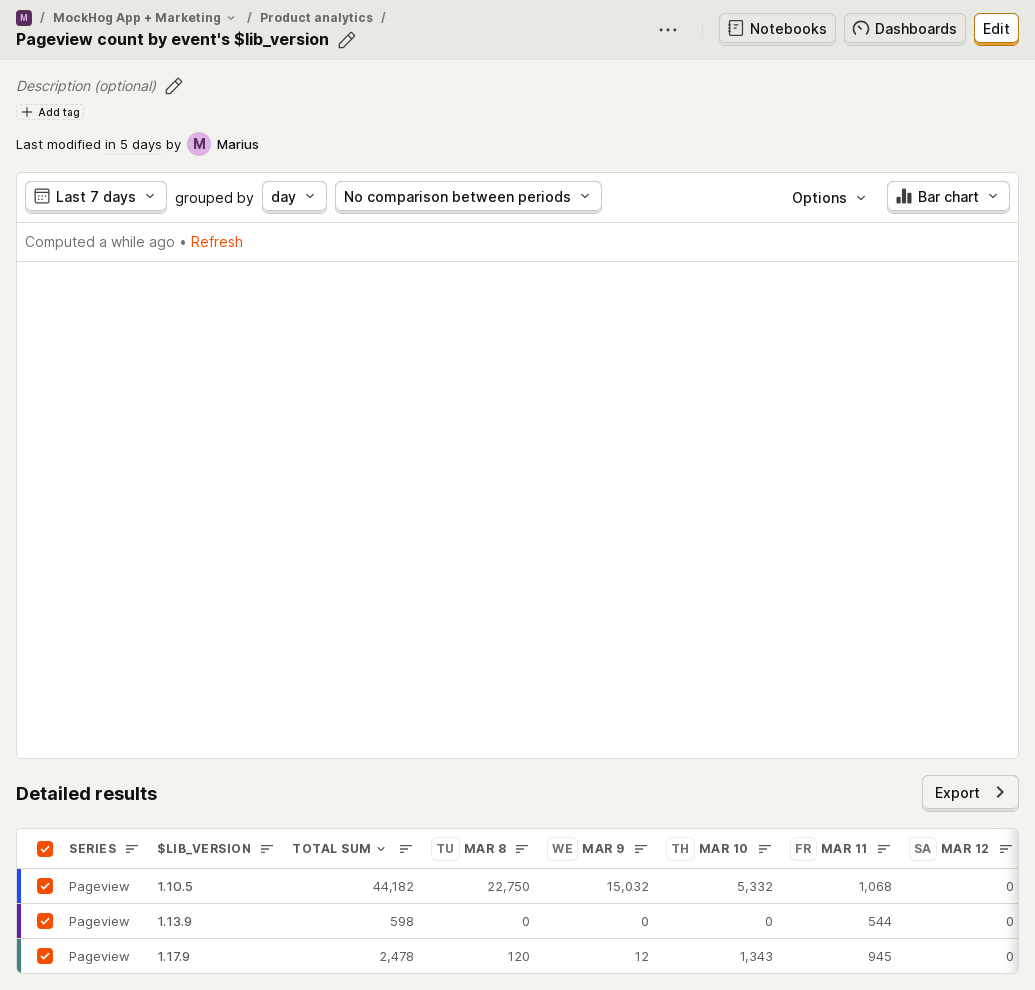 M / MockHog App + Marketing / Product analytics /
Pageview count by event's $lib_version
Notebooks Dashboards Edit
Description (optional)
Add tag
Last modified in 5 days by M Marius
Last 7 days grouped by day No comparison between periods Options Bar chart
Computed a while ago • Refresh
Detailed results
Export
SERIES $LIB_VERSION TOTAL SUM TU MAR 8 WE MAR 9 TH MAR 10 FR MAR 11 SA MAR 12
Pageview 1.10.5 44,182 22,750 15,032 5,332 1,068 0
Pageview 1.13.9 598 0 0 0 544 0
Pageview 1.17.9 2,478 120 12 1,343 945 0